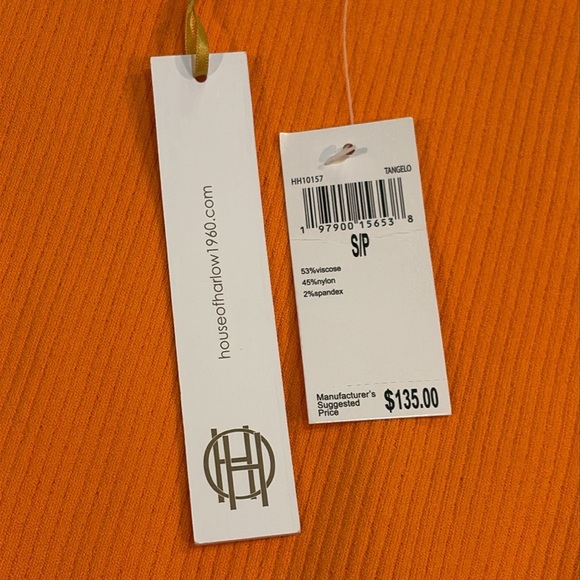 houseofharlow1960.com
HH10157 TANGELO
1 97900 15653 8
S/P
53%viscose
45%nylon
2%spandex
Manufacturer's
Suggested
Price
$135.00